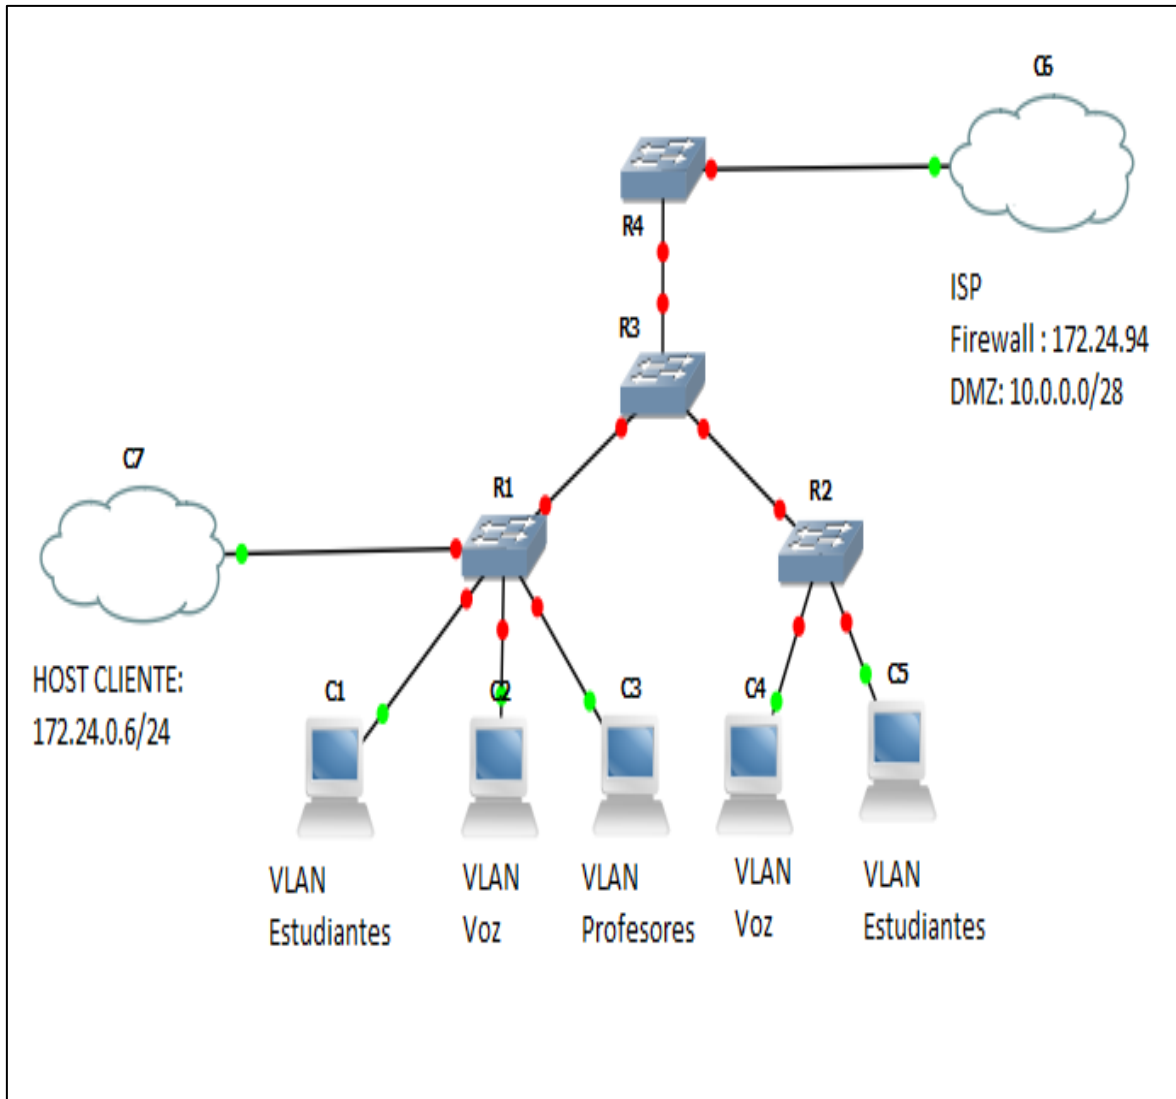 C6
R4
ISP
Firewall : 172.24.94
DMZ: 10.0.0.0/28
R3
C7
R1
R2
HOST CLIENTE:
172.24.0.6/24
C1
C2
C3
C4
C5
VLAN
Estudiantes
VLAN
Voz
VLAN
Profesores
VLAN
Voz
VLAN
Estudiantes